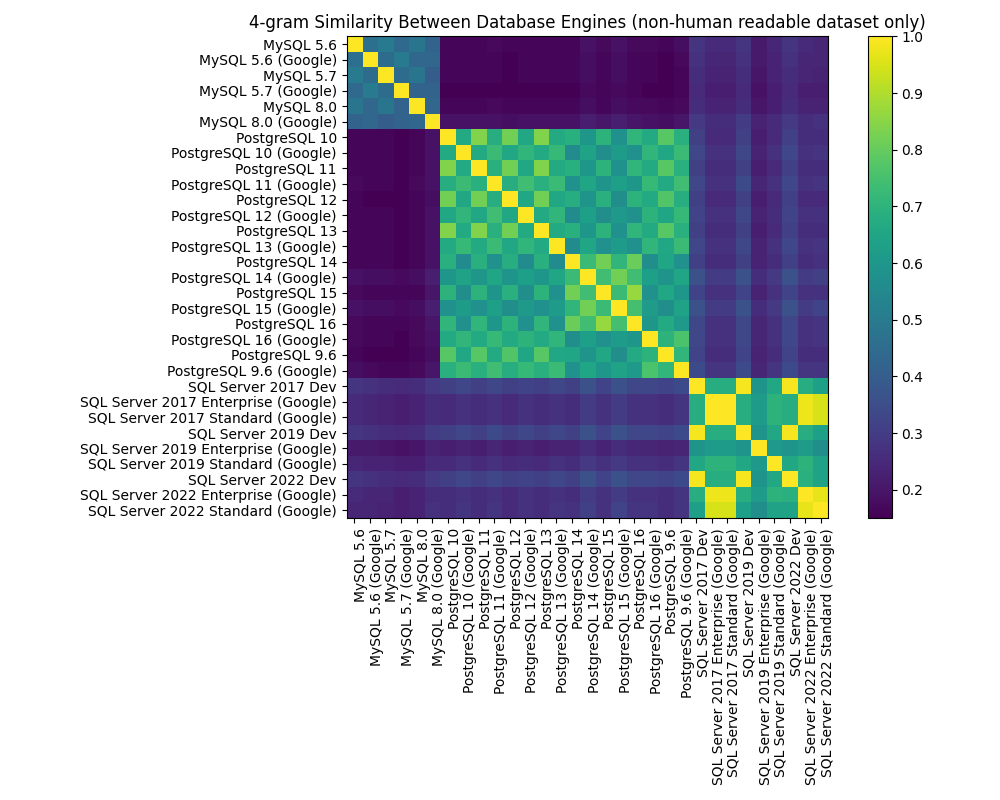 4-gram Similarity Between Database Engines (non-human readable dataset only)
MySQL 5.6
MySQL 5.6 (Google)
MySQL 5.7
MySQL 5.7 (Google)
MySQL 8.0
MySQL 8.0 (Google)
PostgreSQL 10
PostgreSQL 10 (Google)
PostgreSQL 11
PostgreSQL 11 (Google)
PostgreSQL 12
PostgreSQL 12 (Google)
PostgreSQL 13
PostgreSQL 13 (Google)
PostgreSQL 14
PostgreSQL 14 (Google)
PostgreSQL 15
PostgreSQL 15 (Google)
PostgreSQL 16
PostgreSQL 16 (Google)
PostgreSQL 9.6
PostgreSQL 9.6 (Google)
SQL Server 2017 Dev
SQL Server 2017 Enterprise (Google)
SQL Server 2017 Standard (Google)
SQL Server 2019 Dev
SQL Server 2019 Enterprise (Google)
SQL Server 2019 Standard (Google)
SQL Server 2022 Dev
SQL Server 2022 Enterprise (Google)
SQL Server 2022 Standard (Google)
MySQL 5.6
MySQL 5.6 (Google)
MySQL 5.7
MySQL 5.7 (Google)
MySQL 8.0
MySQL 8.0 (Google)
PostgreSQL 10
PostgreSQL 10 (Google)
PostgreSQL 11
PostgreSQL 11 (Google)
PostgreSQL 12
PostgreSQL 12 (Google)
PostgreSQL 13
PostgreSQL 13 (Google)
PostgreSQL 14
PostgreSQL 14 (Google)
PostgreSQL 15
PostgreSQL 15 (Google)
PostgreSQL 16
PostgreSQL 16 (Google)
PostgreSQL 9.6
PostgreSQL 9.6 (Google)
SQL Server 2017 Dev
SQL Server 2017 Enterprise (Google)
SQL Server 2017 Standard (Google)
SQL Server 2019 Dev
SQL Server 2019 Enterprise (Google)
SQL Server 2019 Standard (Google)
SQL Server 2022 Dev
SQL Server 2022 Enterprise (Google)
SQL Server 2022 Standard (Google)
1.0
0.9
0.8
0.7
0.6
0.5
0.4
0.3
0.2